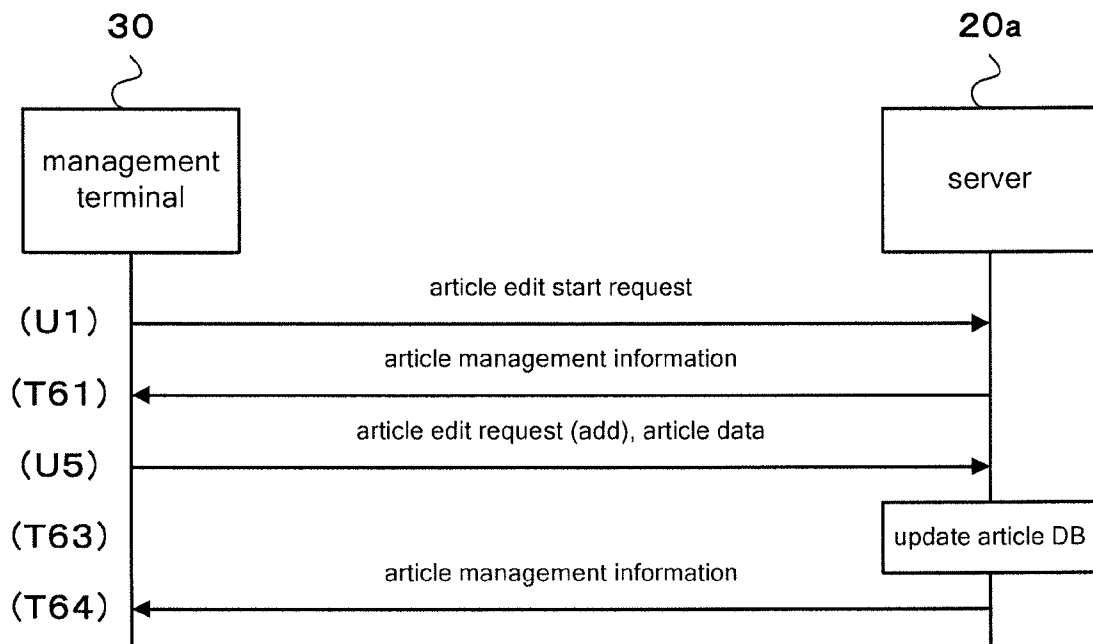 30
20a
management
terminal
server
article edit start request
(U1)
article management information
(T61)
article edit request (add), article data
(U5)
(T63)
update article DB
article management information
(T64)